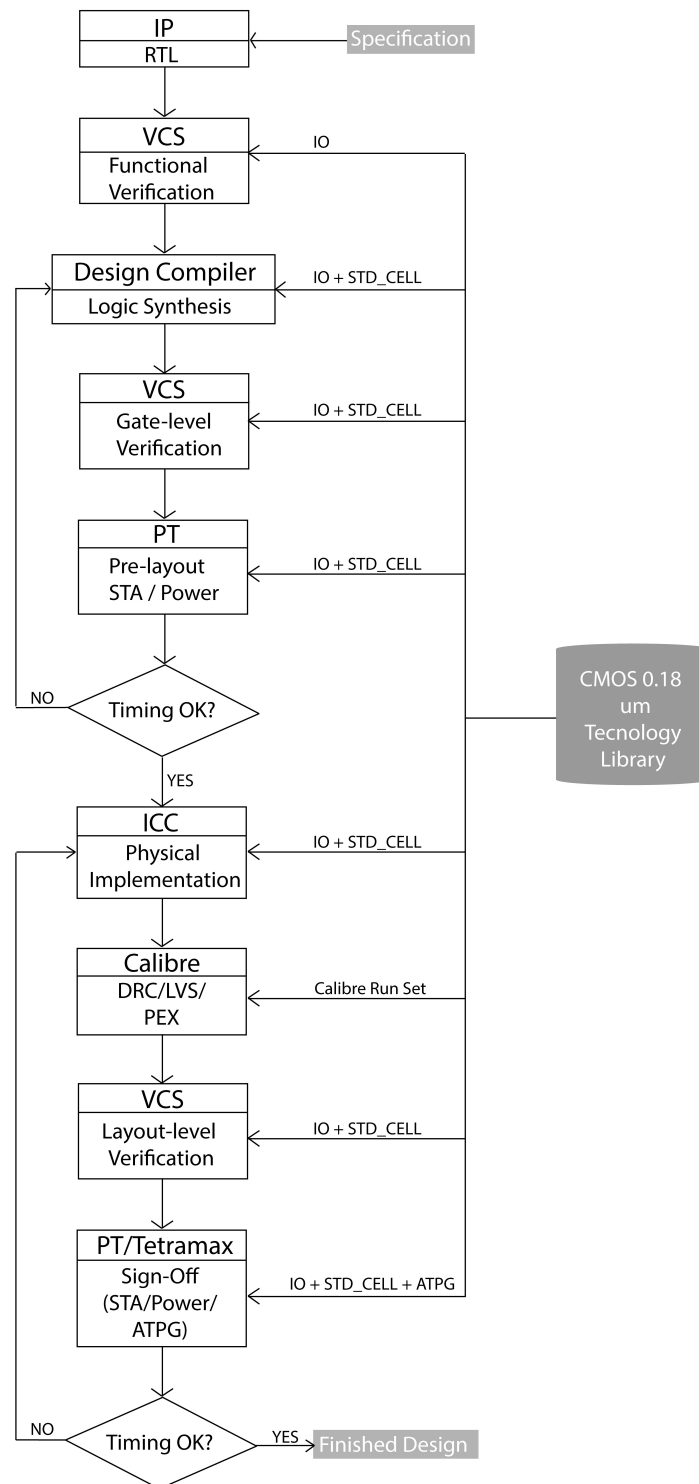 IP
Specification
RTL
VCS
IO
Functional
Verification
Design Compiler
IO + STD_CELL
Logic Synthesis
VCS
IO + STD_CELL
Gate-level
Verification
PT
IO + STD_CELL
Pre-layout
STA / Power
NO
Timing OK?
CMOS 0.18
um
Tecnology
Library
YES
ICC
IO + STD_CELL
Physical
Implementation
Calibre
DRC/LVS/
PEX
Calibre Run Set
VCS
IO + STD_CELL
Layout-level
Verification
PT/Tetramax
Sign-Off
(STA/Power/
ATPG)
IO + STD_CELL + ATPG
NO
Timing OK?
YES
Finished Design